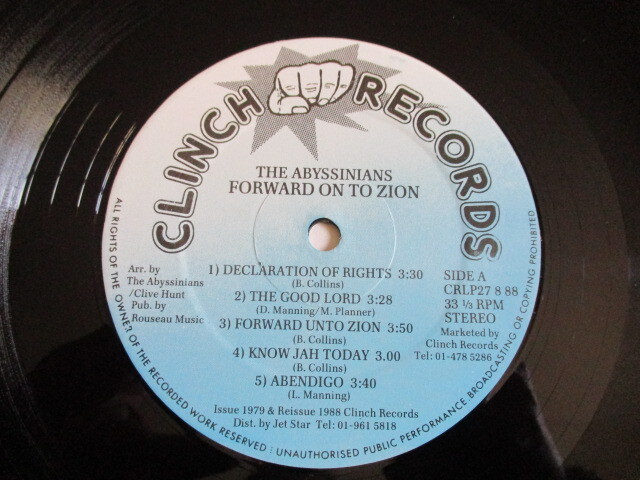 CLINCH RECORDS
THE ABYSSINIANS
FORWARD ON TO ZION
1) DECLARATION OF RIGHTS 3:30
(B. Collins)
2) THE GOOD LORD 3:28
(D. Manning/M. Planner)
3) FORWARD UNTO ZION 3:50
(B. Collins)
4) KNOW JAH TODAY 3.00
(B. Collins)
5) ABENDIGO 3:40
(L. Manning)
Arr. by
The Abyssinians
/Clive Hunt
Pub. by
Rouseau Music
SIDE A
CRLP27 8 88
33 ⅓ RPM
STEREO
Marketed by
Clinch Records
Tel: 01-478 5286
Issue 1979 & Reissue 1988 Clinch Records
Dist. by Jet Star Tel: 01-961 5818
ALL RIGHTS OF THE OWNER OF THE RECORDED WORK RESERVED : UNAUTHORISED PUBLIC PERFORMANCE, BROADCASTING OR COPYING PROHIBITED